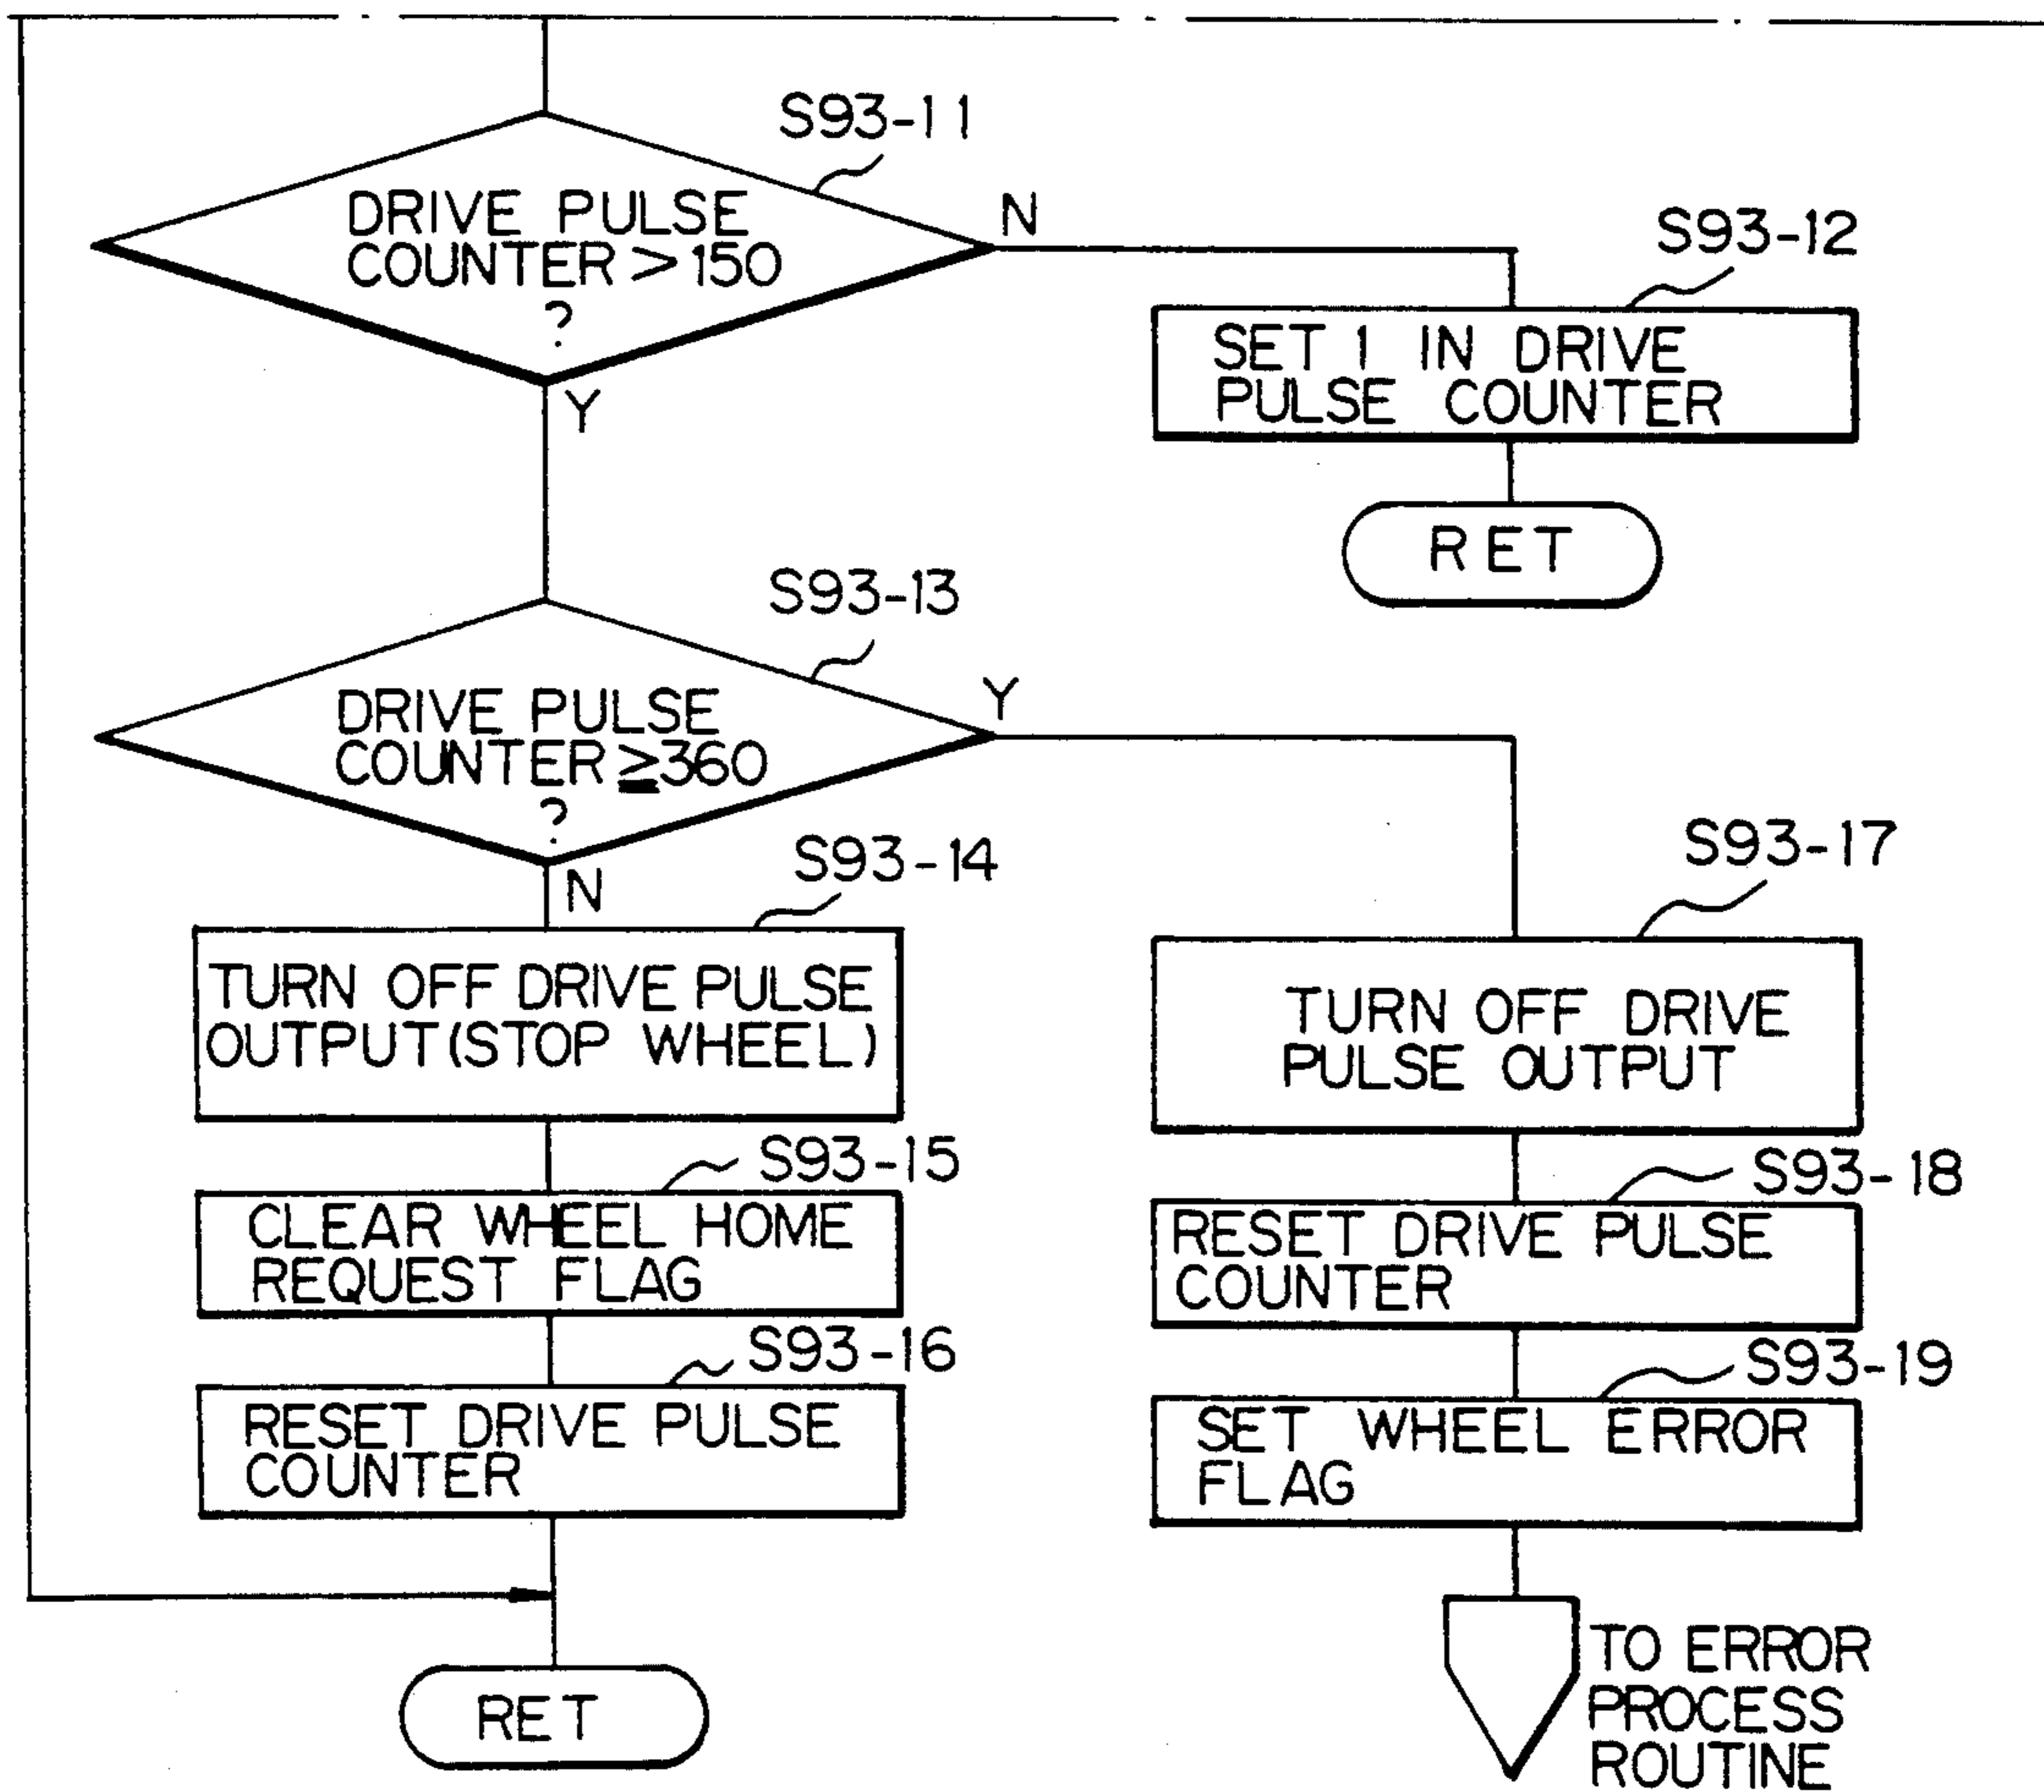 S93-11
DRIVE PULSE
COUNTER > 150
?
N
Y
S93-12
SET 1 IN DRIVE
PULSE COUNTER
RET
S93-13
DRIVE PULSE
COUNTER ≧ 360
?
Y
N
S93-14
TURN OFF DRIVE PULSE
OUTPUT (STOP WHEEL)
S93-15
CLEAR WHEEL HOME
REQUEST FLAG
S93-16
RESET DRIVE PULSE
COUNTER
RET
S93-17
TURN OFF DRIVE
PULSE OUTPUT
S93-18
RESET DRIVE PULSE
COUNTER
S93-19
SET WHEEL ERROR
FLAG
TO ERROR
PROCESS
ROUTINE